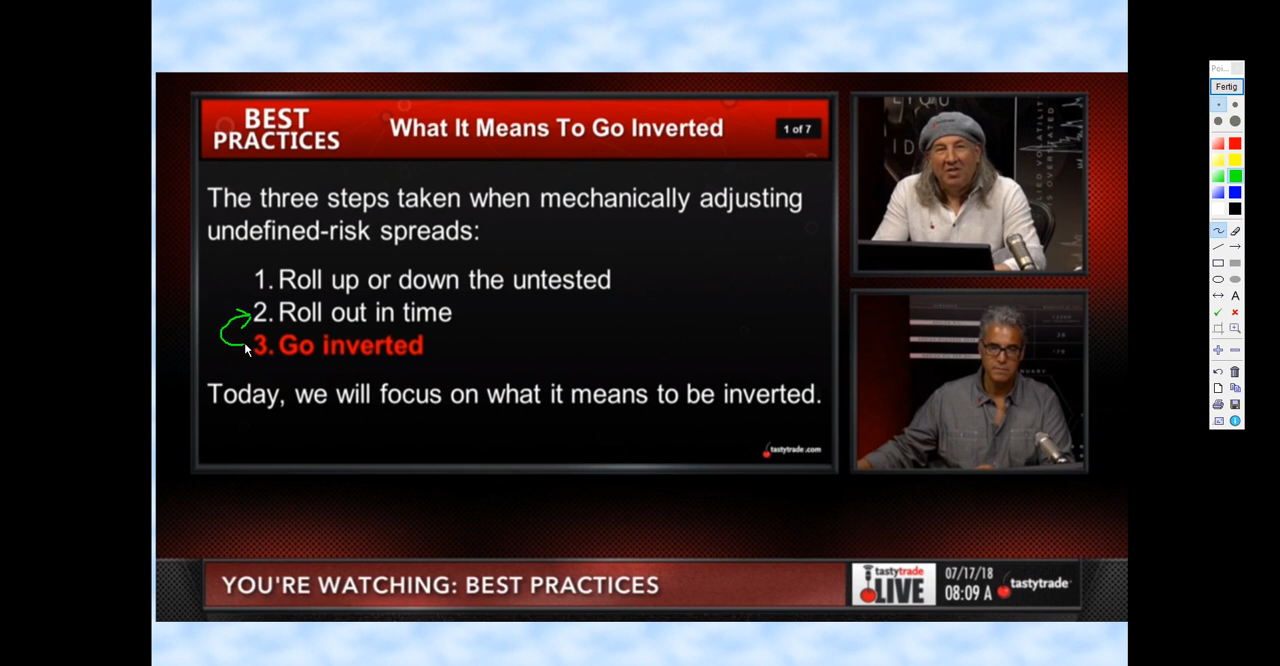 BEST
PRACTICES
What It Means To Go Inverted
1 of 7
The three steps taken when mechanically adjusting
undefined-risk spreads:
1. Roll up or down the untested
2. Roll out in time
3. Go inverted
Today, we will focus on what it means to be inverted.
tastytrade.com
YOU'RE WATCHING: BEST PRACTICES
tastytrade
LIVE
07/17/18
08:09 A
tastytrade
Poi...
Fertig
A